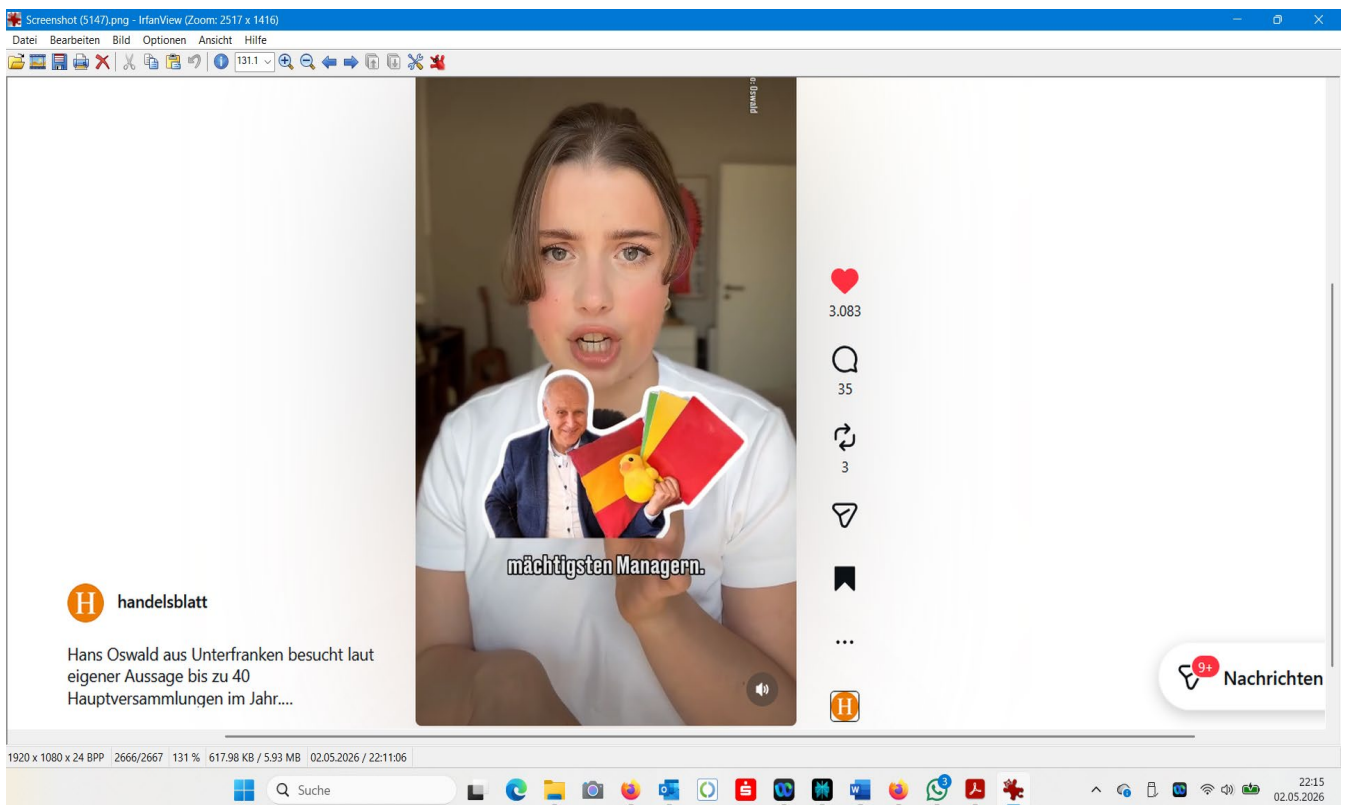 Screenshot (5147).png - IrfanView (Zoom: 2517 x 1416)
Datei Bearbeiten Bild Optionen Ansicht Hilfe
131.1
o: Oswald
3.083
35
3
mächtigsten Managern.
H handelsblatt
Hans Oswald aus Unterfranken besucht laut
eigener Aussage bis zu 40
Hauptversammlungen im Jahr....
H
9+ Nachrichten
1920 x 1080 x 24 BPP 2666/2667 131 % 617.98 KB / 5.93 MB 02.05.2026 / 22:11:06
Suche
3
22:15
02.05.2026